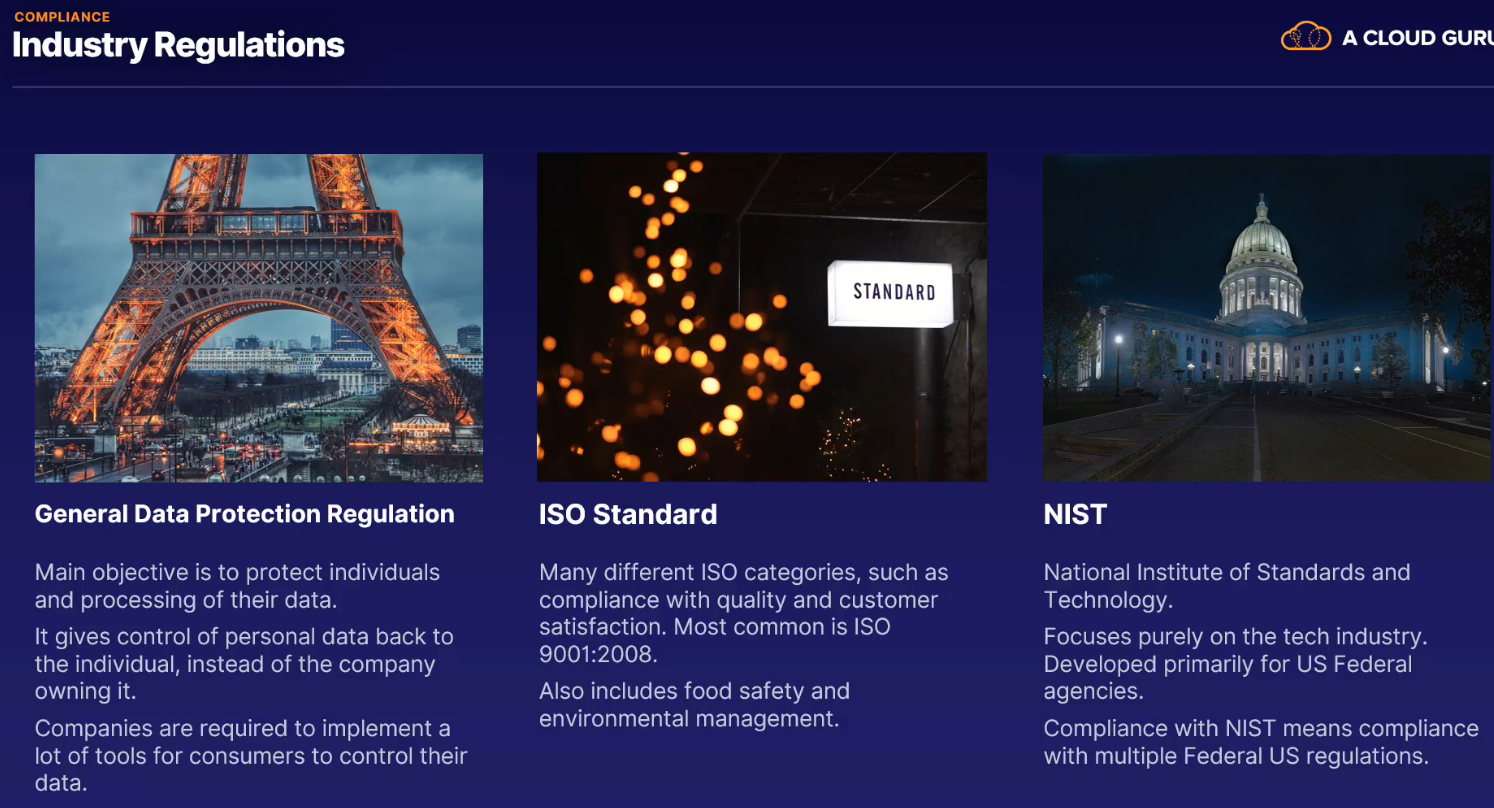 COMPLIANCE
Industry Regulations
A CLOUD GURU
STANDARD
General Data Protection Regulation
Main objective is to protect individuals
and processing of their data.
It gives control of personal data back to
the individual, instead of the company
owning it.
Companies are required to implement a
lot of tools for consumers to control their
data.
ISO Standard
Many different ISO categories, such as
compliance with quality and customer
satisfaction. Most common is ISO
9001:2008.
Also includes food safety and
environmental management.
NIST
National Institute of Standards and
Technology.
Focuses purely on the tech industry.
Developed primarily for US Federal
agencies.
Compliance with NIST means compliance
with multiple Federal US regulations.